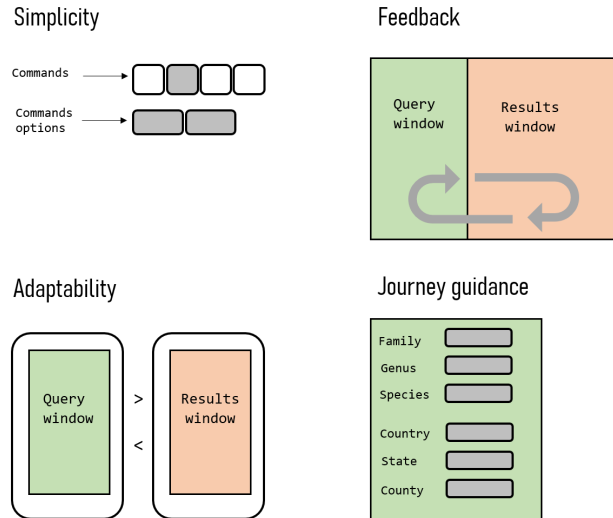 Simplicity
Commands
Commands
options
Feedback
Query
window
Results
window
Adaptability
Query
window
>
<
Results
window
Journey guidance
Family
Genus
Species
Country
State
County